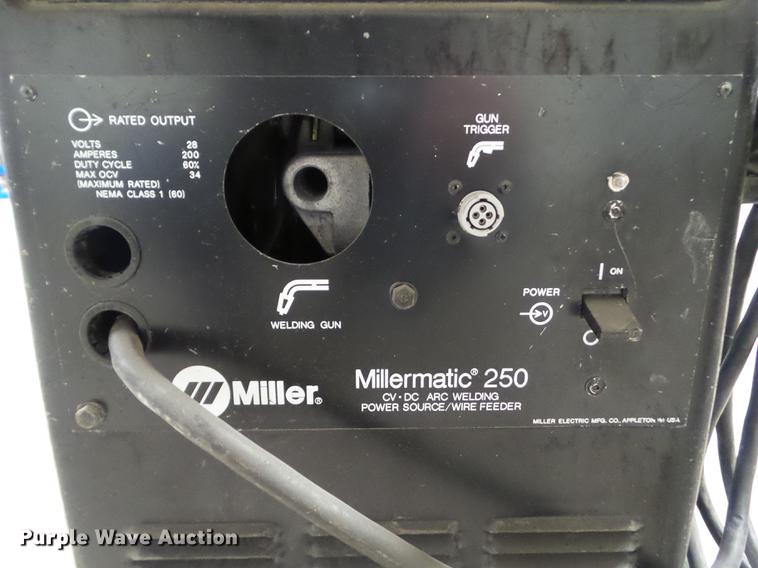 RATED OUTPUT
VOLTS 28
AMPERES 200
DUTY CYCLE 60%
MAX OCV 34
(MAXIMUM RATED)
NEMA CLASS 1 (60)
GUN
TRIGGER
WELDING GUN
ON
POWER
V
Miller®
Millermatic® 250
CV • DC ARC WELDING
POWER SOURCE/WIRE FEEDER
MILLER ELECTRIC MFG. CO., APPLETON WI USA
Purple Wave Auction